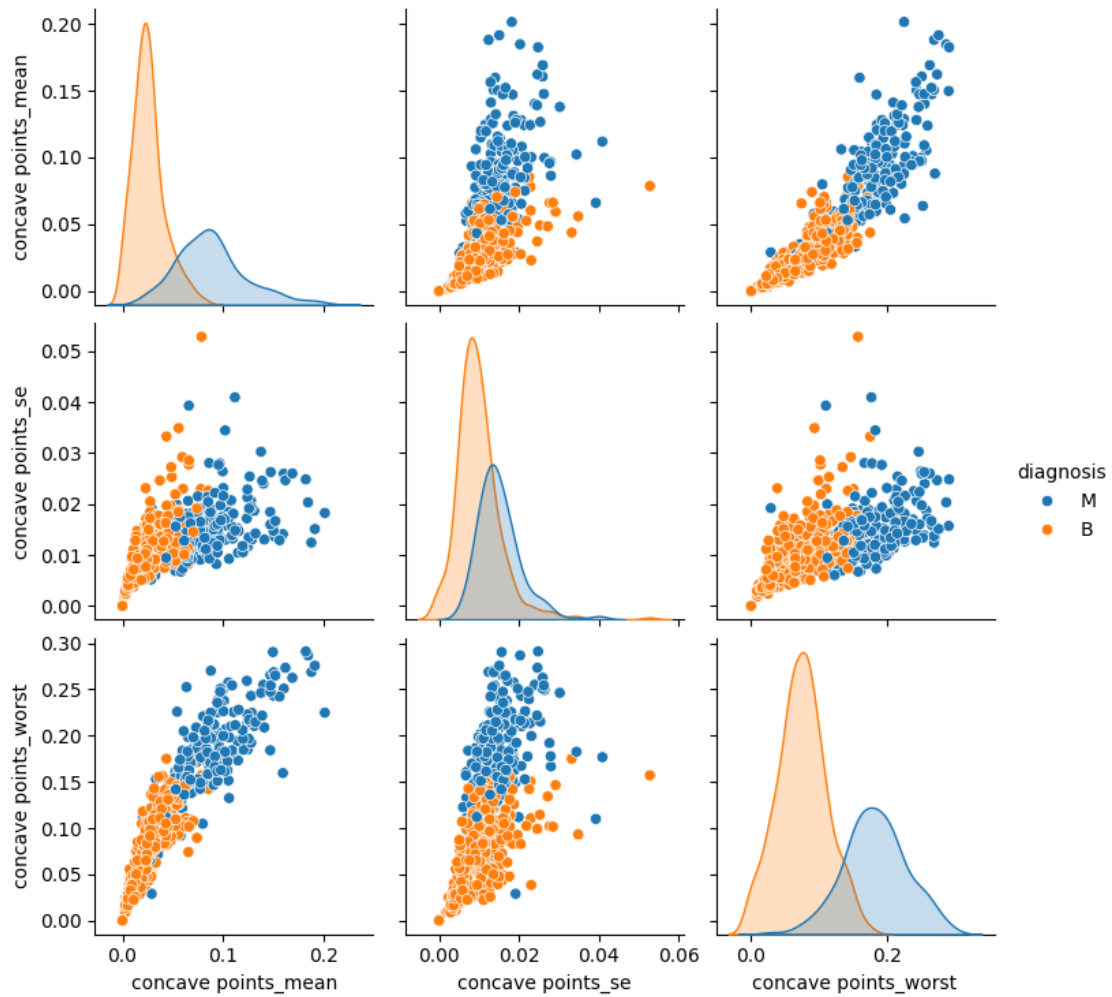 concave points_mean
0.20
0.15
0.10
0.05
0.00
concave points_se
0.05
0.04
0.03
0.02
0.01
0.00
diagnosis
M
B
concave points_worst
0.30
0.25
0.20
0.15
0.10
0.05
0.00
0.0 0.1 0.2
0.00 0.02 0.04 0.06
0.0 0.2
concave points_mean
concave points_se
concave points_worst